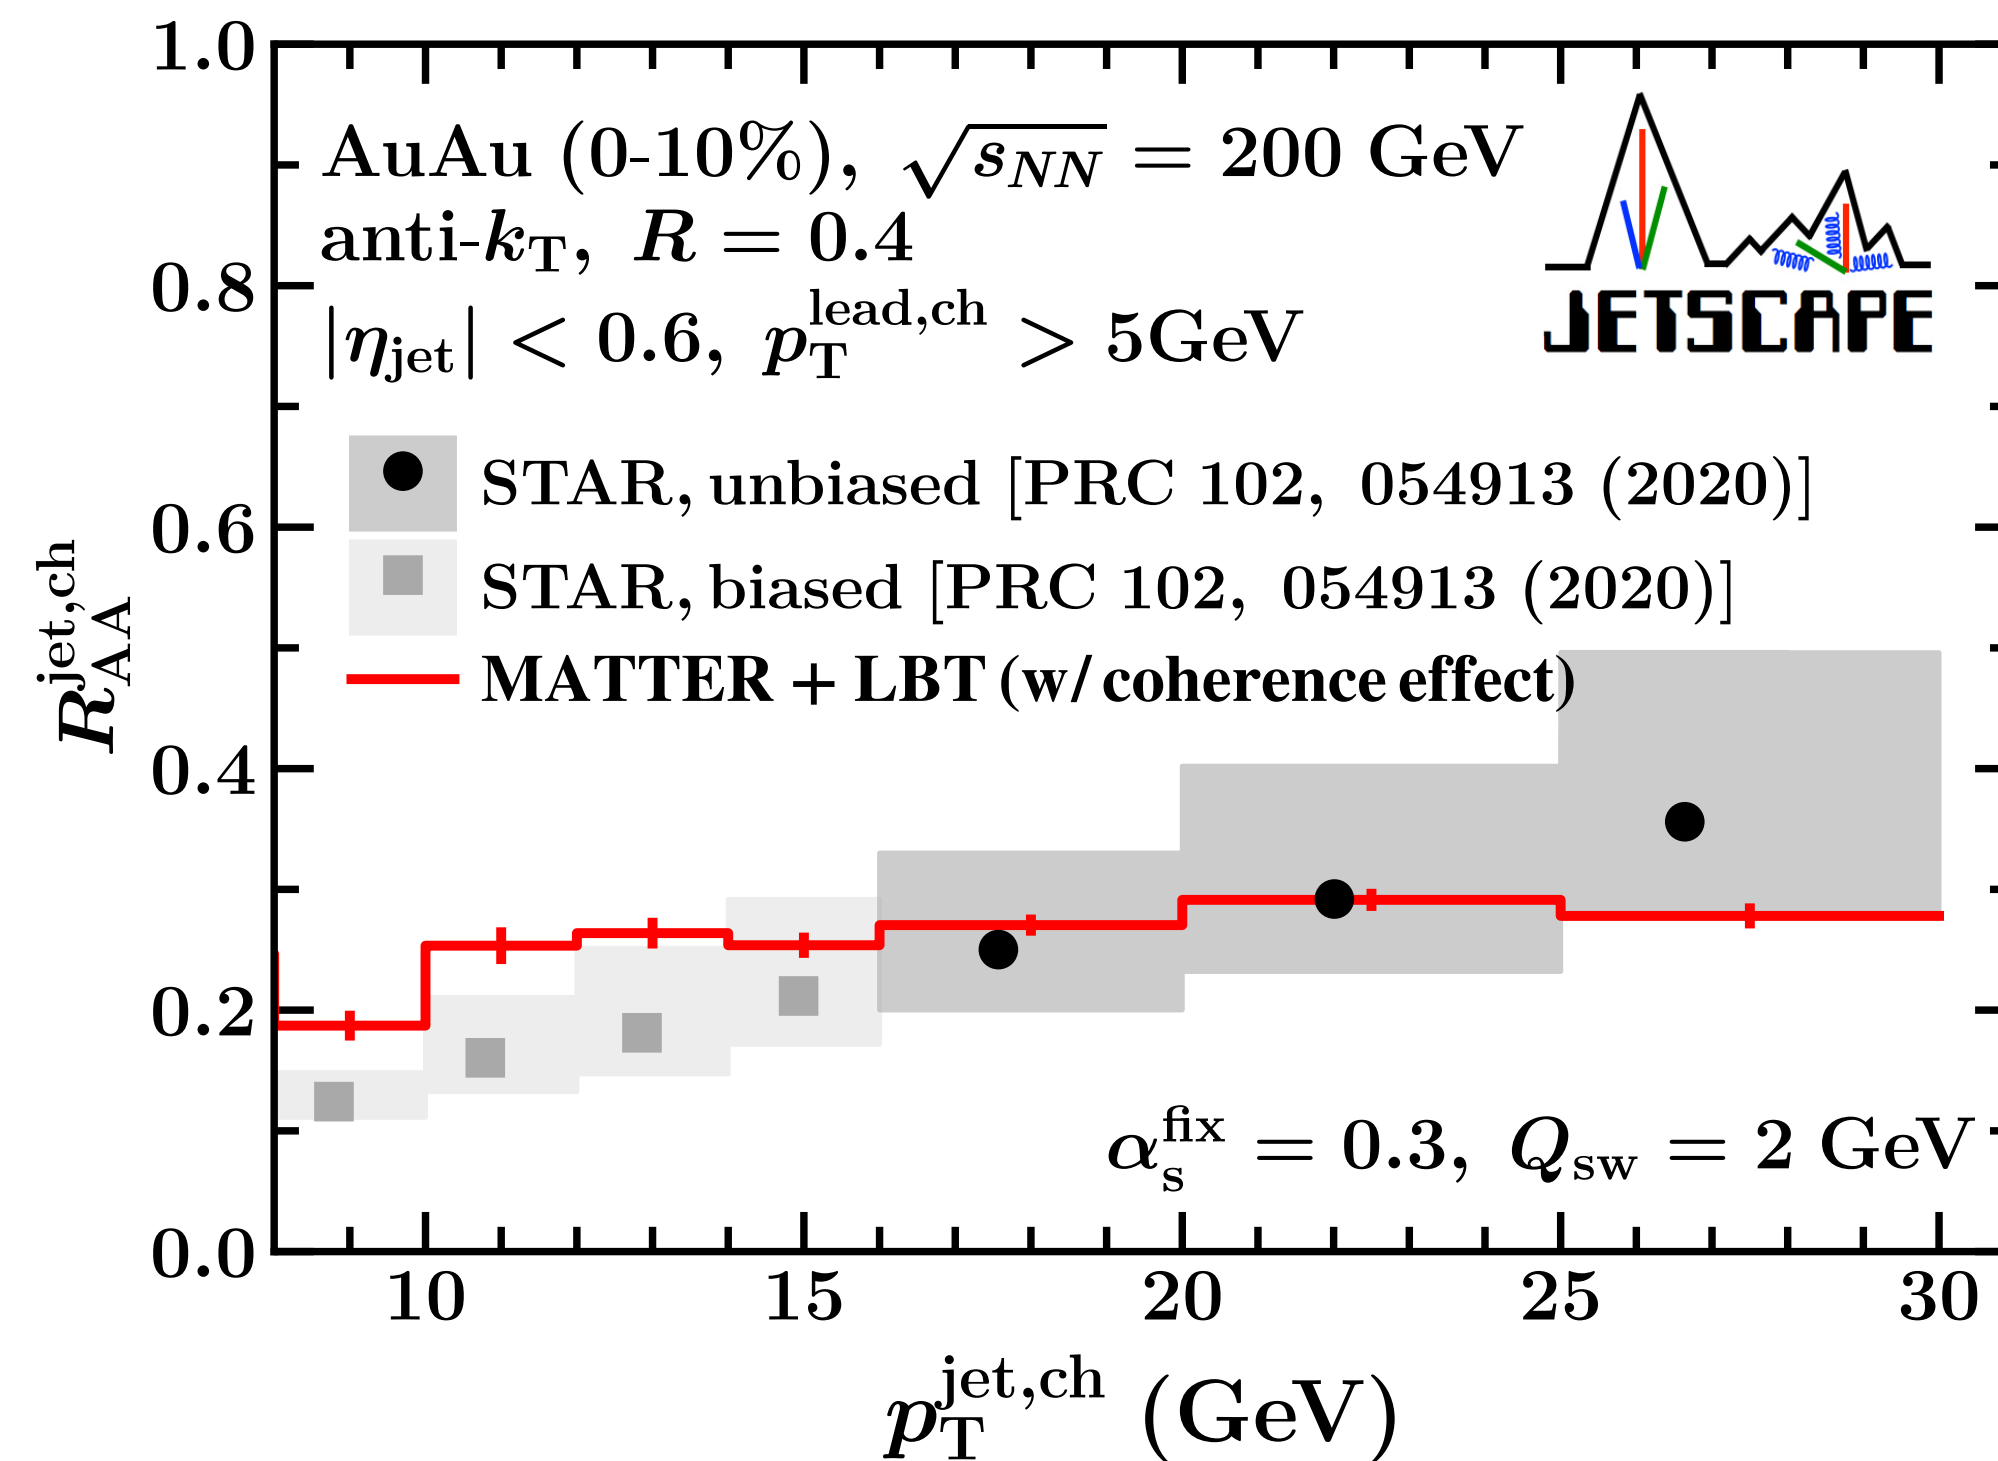 1.0
AuAu (0-10%), √s_NN = 200 GeV
anti-k_T, R = 0.4
|η_jet| < 0.6, p_T^lead,ch > 5GeV
JETSCAPE
0.8
STAR, unbiased [PRC 102, 054913 (2020)]
0.6
STAR, biased [PRC 102, 054913 (2020)]
MATTER + LBT (w/ coherence effect)
R_AA^jet,ch
0.4
0.2
α_s^fix = 0.3, Q_sw = 2 GeV
0.0
10 15 20 25 30
p_T^jet,ch (GeV)